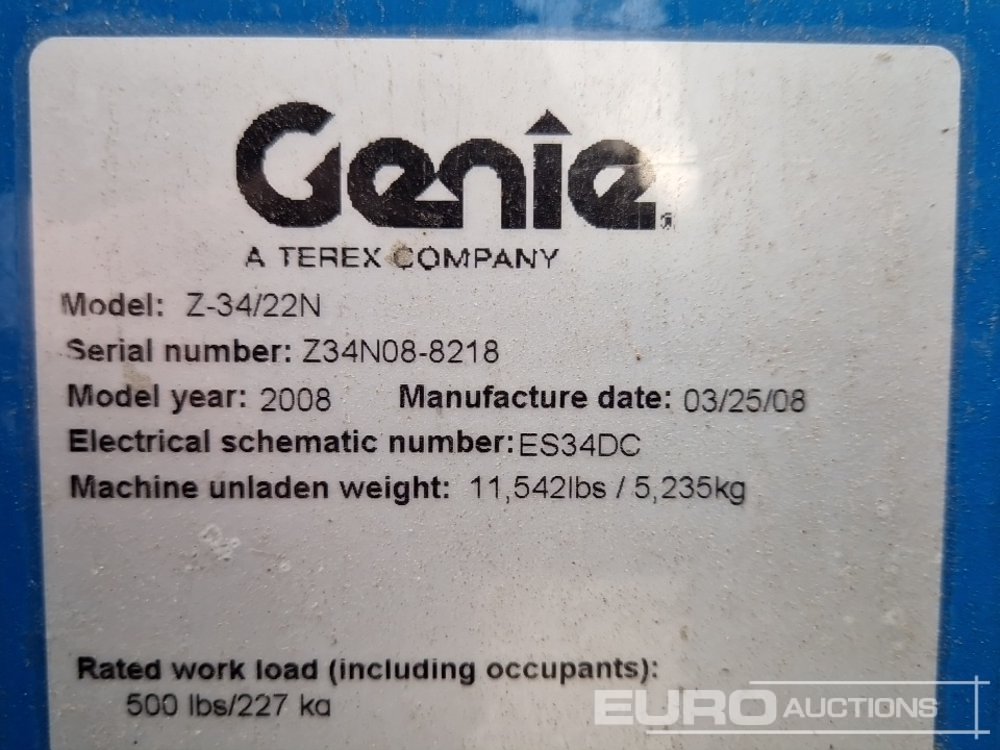 Genie
A TEREX COMPANY
Model: Z-34/22N
Serial number: Z34N08-8218
Model year: 2008 Manufacture date: 03/25/08
Electrical schematic number: ES34DC
Machine unladen weight: 11,542lbs / 5,235kg
Rated work load (including occupants):
500 lbs/227 kg
EURO AUCTIONS